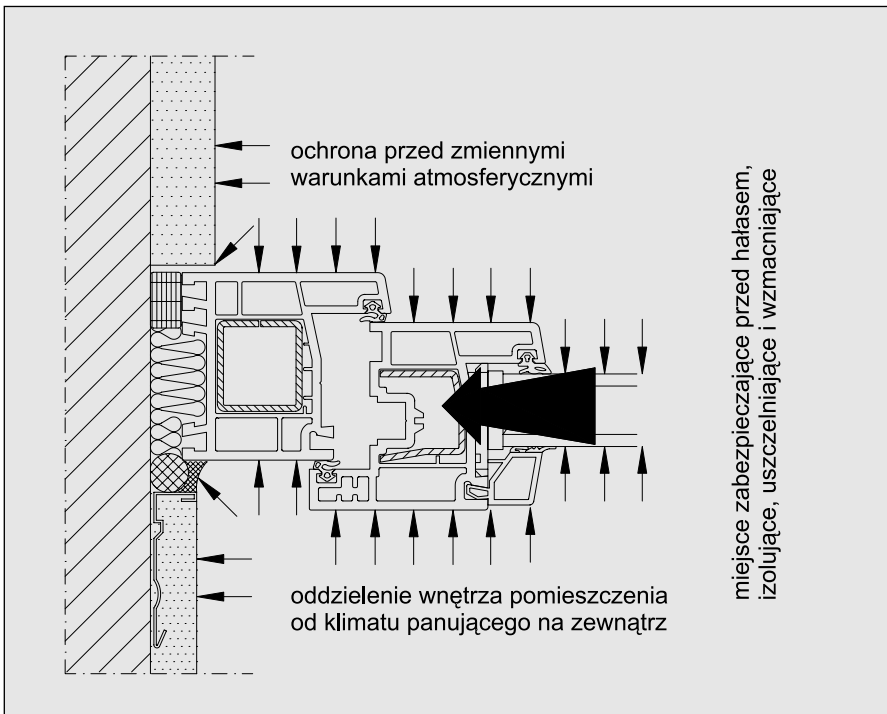 ochrona przed zmiennymi
warunkami atmosferycznymi
oddzielenie wnętrza pomieszczenia
od klimatu panującego na zewnątrz
miejsce zabezpieczające przed hałasem,
izolujące, uszczelniające i wzmacniające